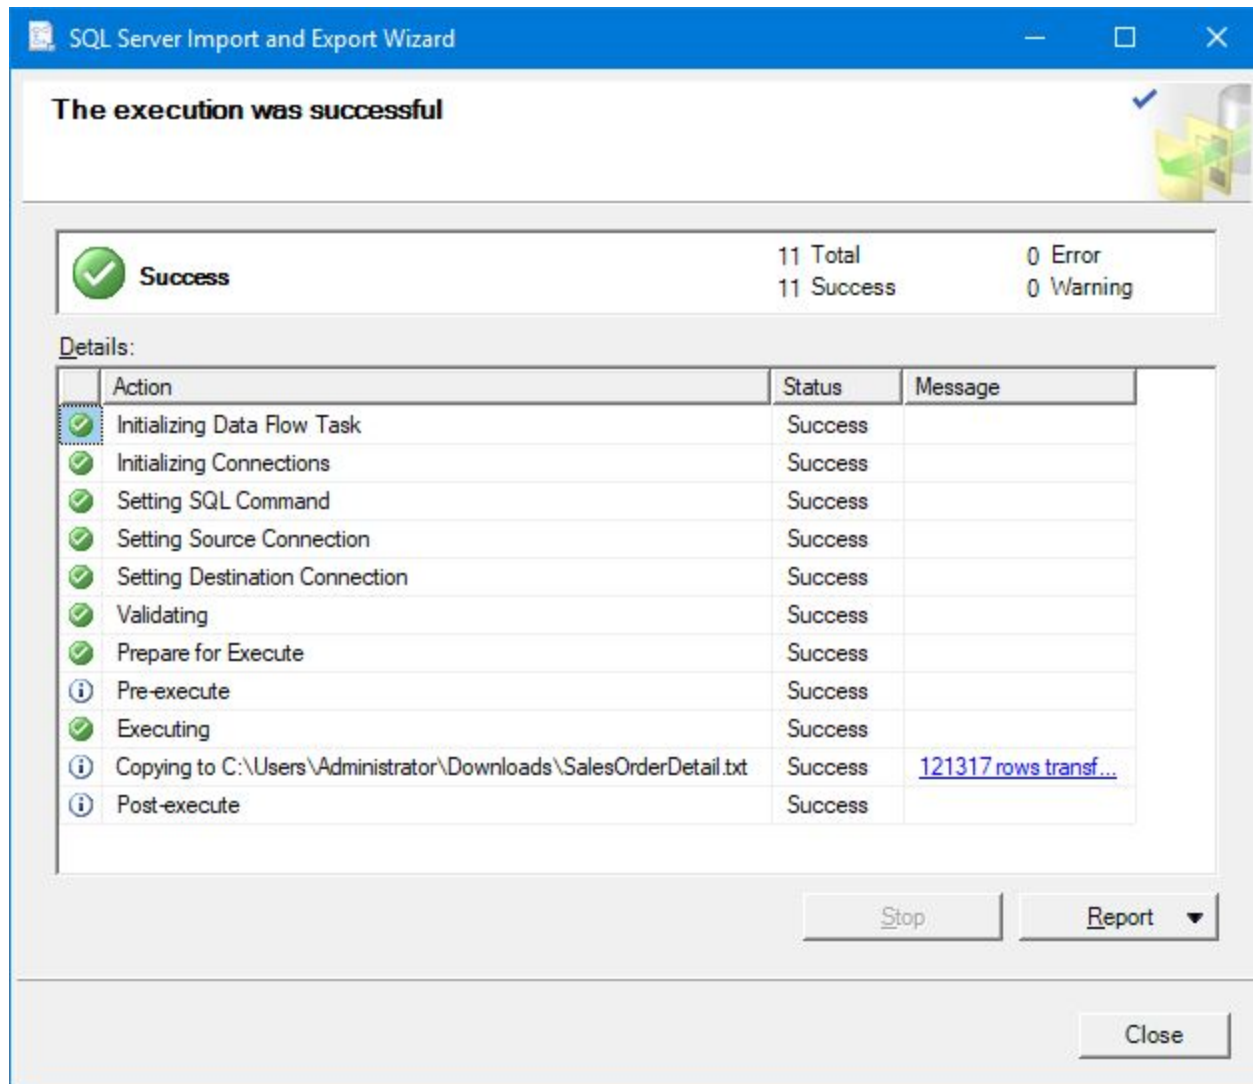 SQL Server Import and Export Wizard
The execution was successful
Success
11 Total 0 Error
11 Success 0 Warning
Details:
Action Status Message
Initializing Data Flow Task Success
Initializing Connections Success
Setting SQL Command Success
Setting Source Connection Success
Setting Destination Connection Success
Validating Success
Prepare for Execute Success
Pre-execute Success
Executing Success
Copying to C:\Users\Administrator\Downloads\SalesOrderDetail.txt Success 121317 rows transf...
Post-execute Success
Stop Report
Close